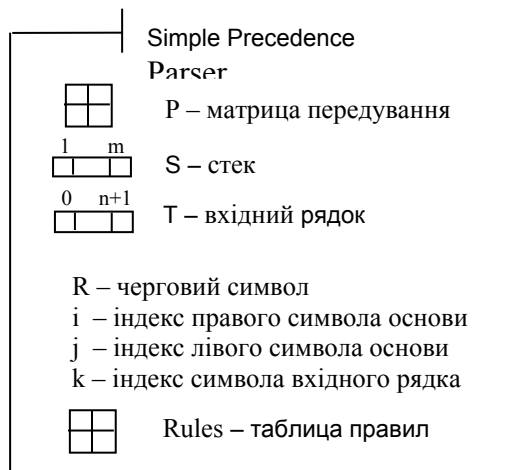 Simple Precedence
Parser
P – матрица передування
1 m
S – стек
0 n+1
T – вхідний рядок
R – черговий символ
i – індекс правого символа основи
j – індекс лівого символа основи
k – індекс символа вхідного рядка
Rules – таблица правил